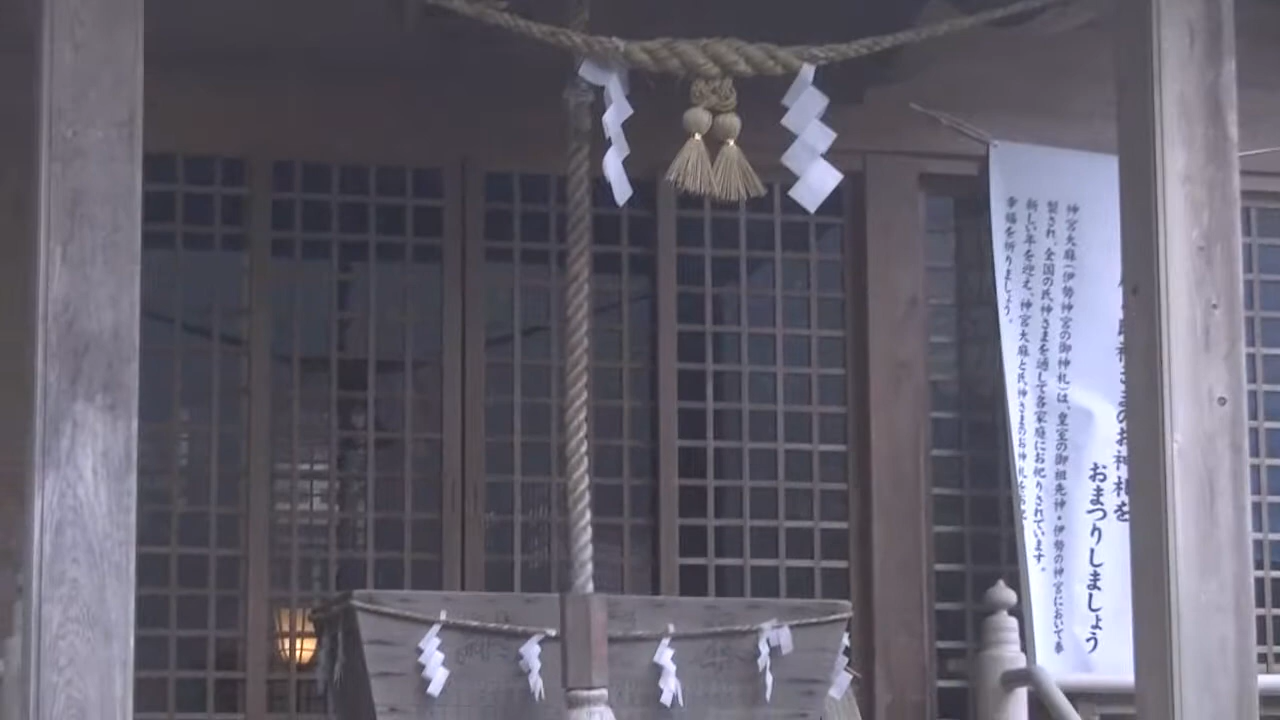 さまのお神札を
おまつりしましょう
神宮大麻(伊勢神宮の御神札)は、皇室の御祖先神・伊勢の神宮において奉
製され、全国の氏神さまを通して各家庭にお祀りされています。
新しい年を迎え、神宮大麻と氏神さまのお神札を
幸福を祈りましょう。